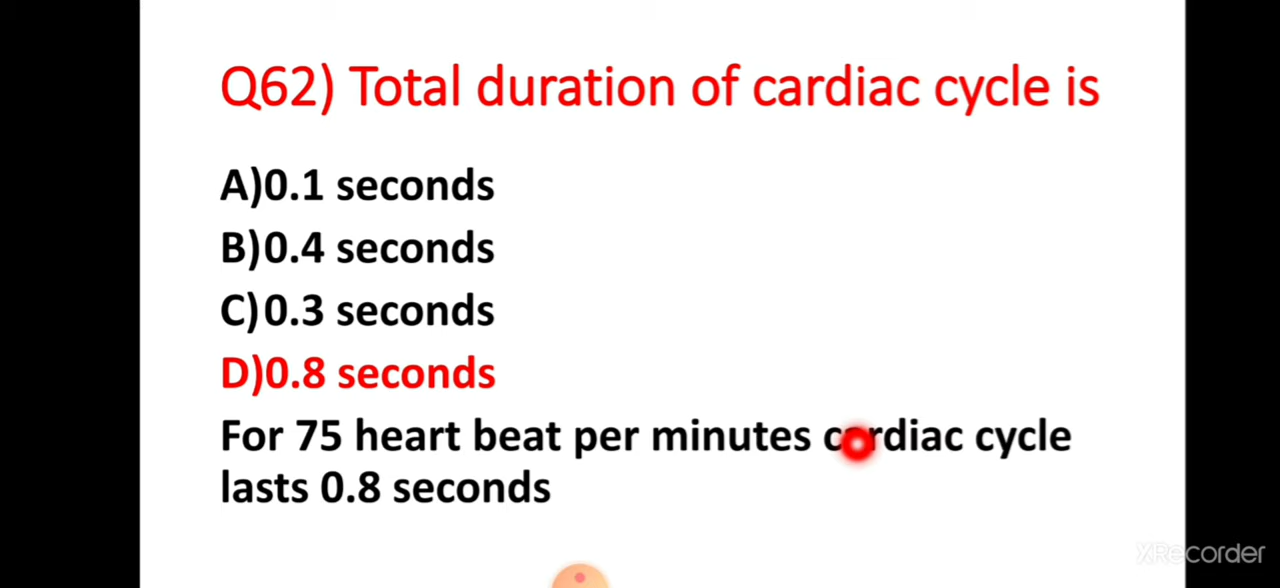 Q62) Total duration of cardiac cycle is
A)0.1 seconds
B)0.4 seconds
C)0.3 seconds
D)0.8 seconds
For 75 heart beat per minutes cardiac cycle
lasts 0.8 seconds
XRecorder